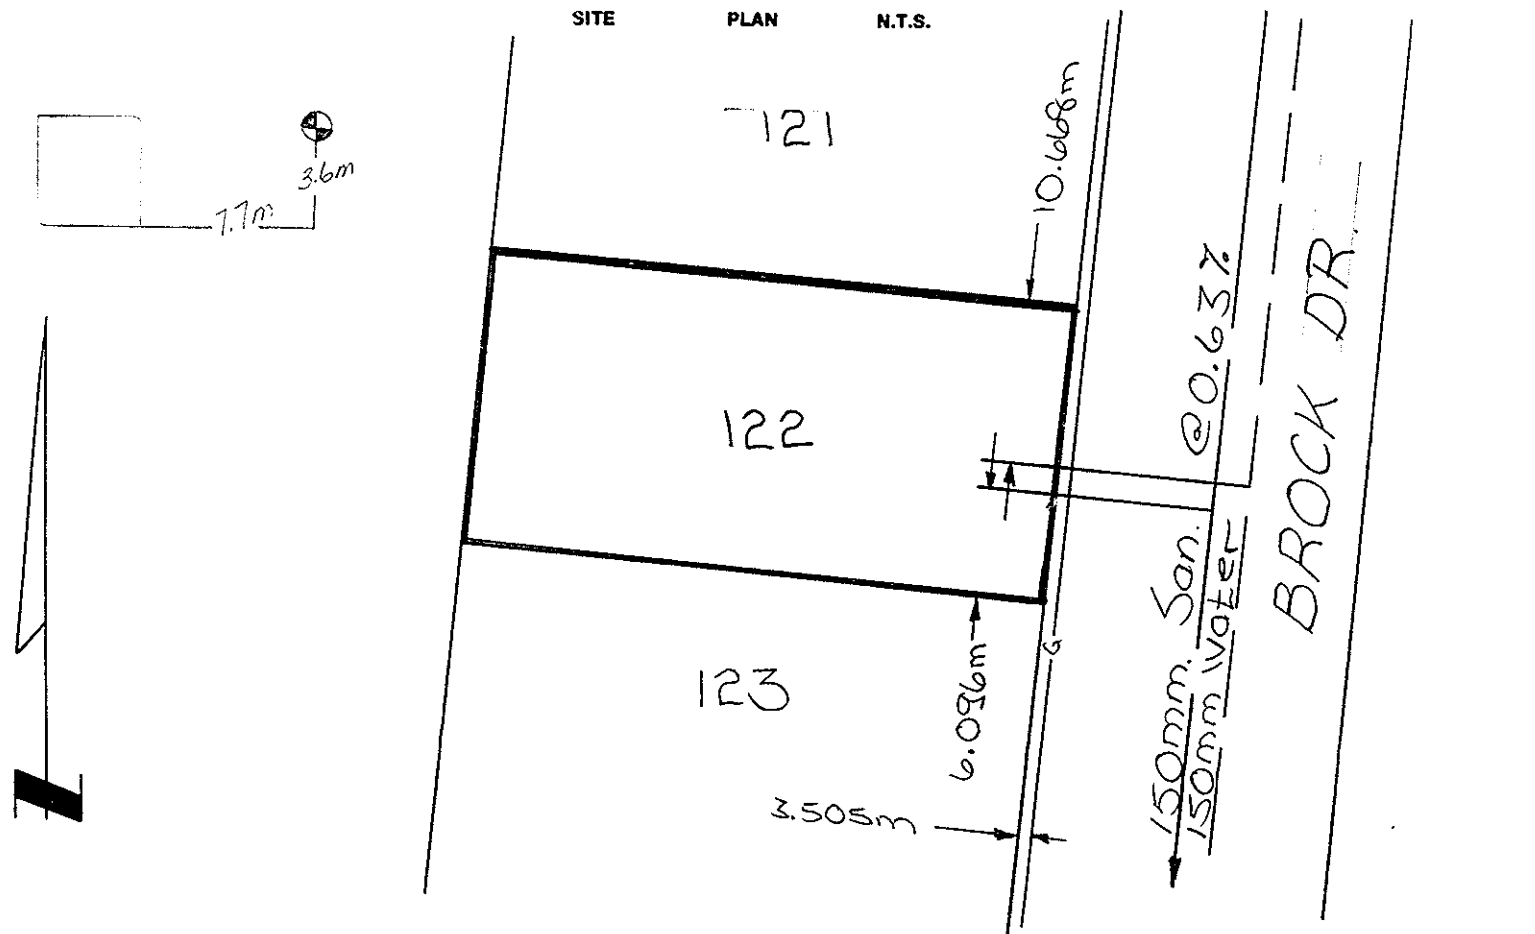 SITE PLAN N.T.S.
121
10.668m
3.6m
7.7m
122
@0.63%
BROCK DR.
150mm. San.
150mm water
123
6.096m
G
3.505m